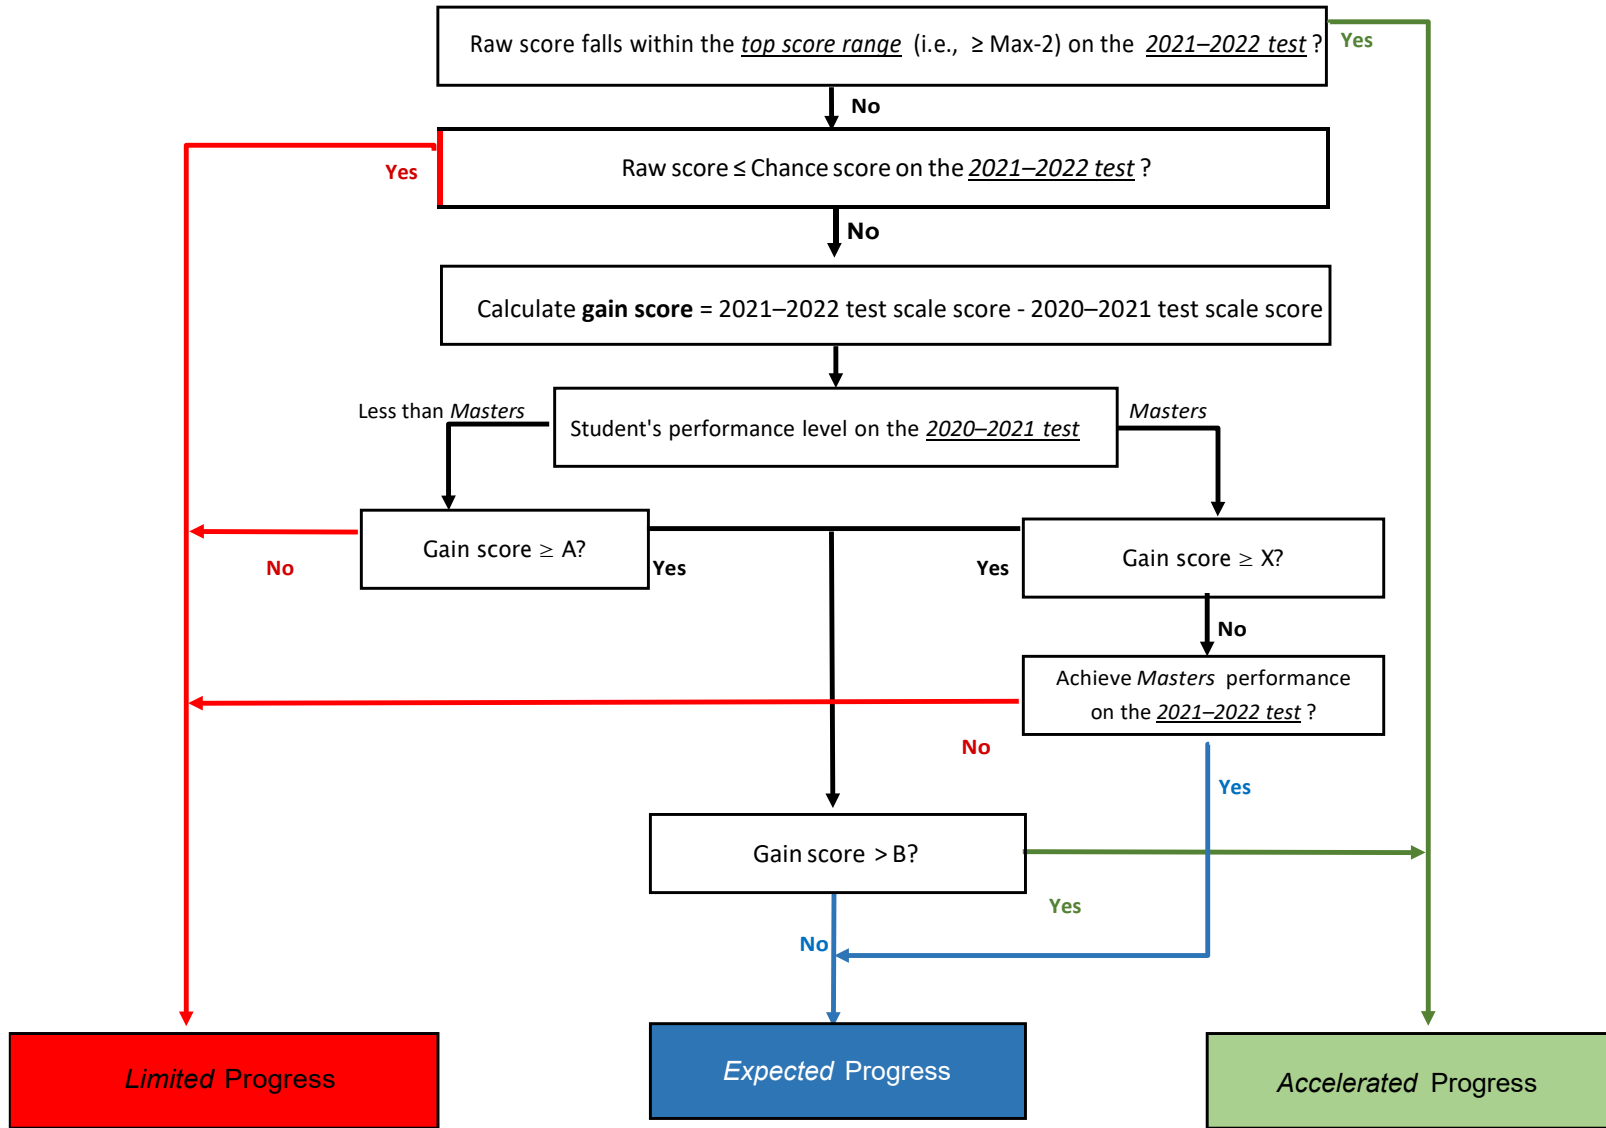 Raw score falls within the top score range (i.e., ≥ Max-2) on the 2021–2022 test ?
Yes
No
Raw score ≤ Chance score on the 2021–2022 test ?
Yes
No
Calculate gain score = 2021–2022 test scale score - 2020–2021 test scale score
Less than Masters
Masters
Student's performance level on the 2020–2021 test
Gain score ≥ A?
Gain score ≥ X?
No
Yes
Yes
No
Achieve Masters performance
on the 2021–2022 test ?
No
Yes
Gain score > B?
Yes
No
Limited Progress
Expected Progress
Accelerated Progress